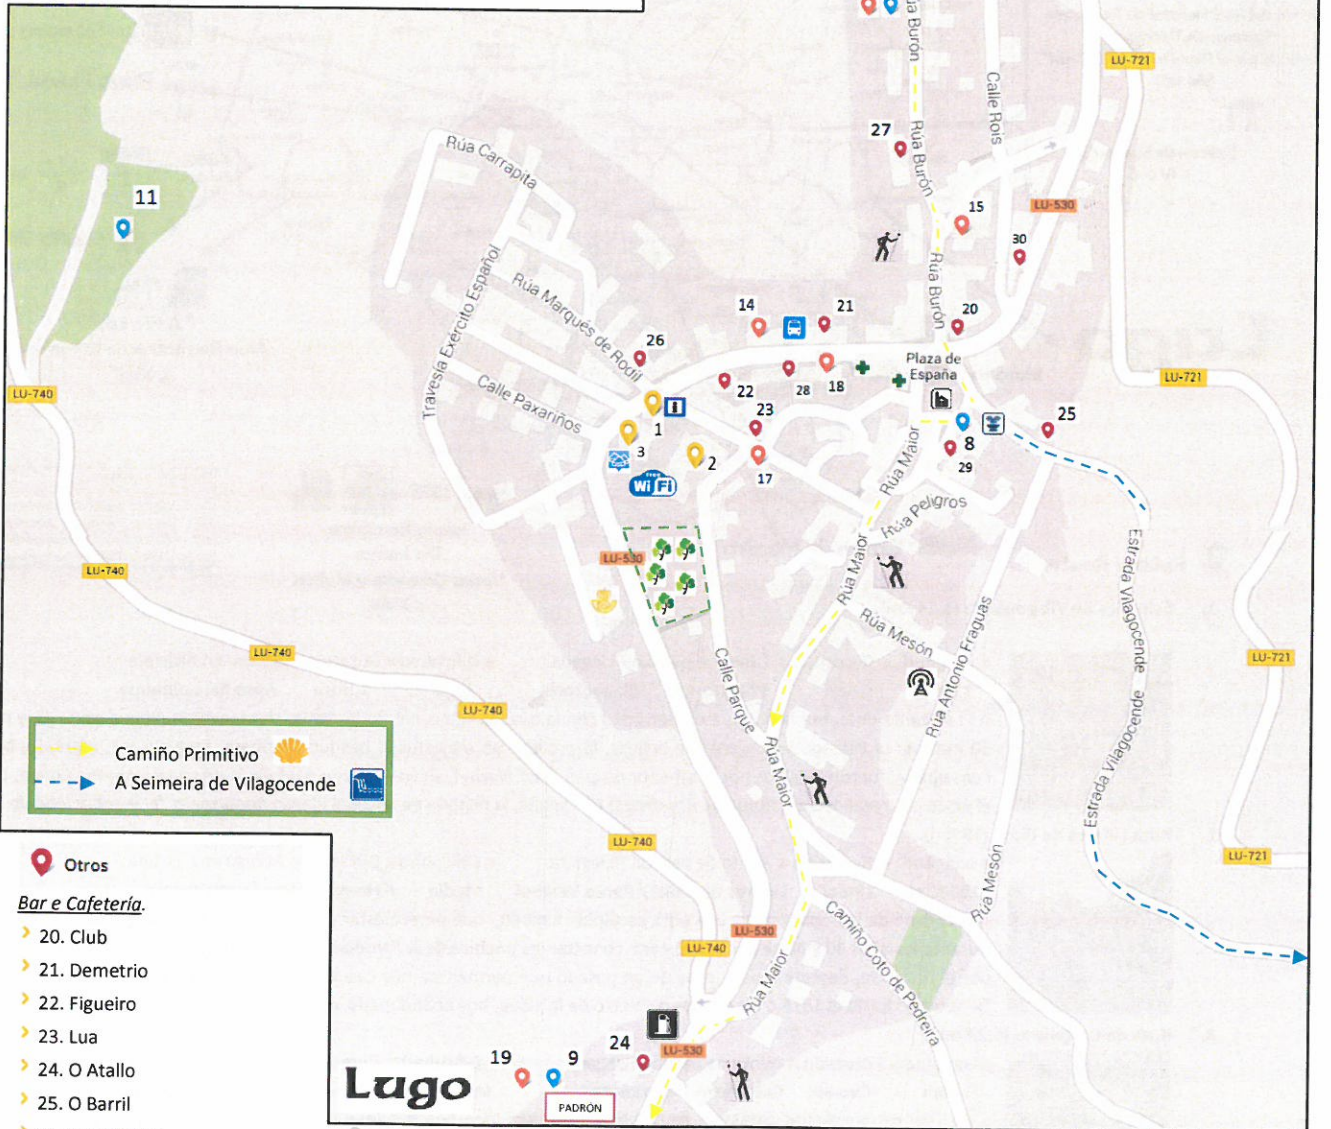 Rúa Burón
LU-721
Calle Rois
27
Rúa Burón
Rúa Carrapita
11
15
LU-530
30
Travesía Exército Español
Rúa Marqués de Rodil
Rúa Burón
14
21
20
26
Plaza de
España
LU-721
LU-740
22
28
18
Calle Paxariños
23
25
1
8
3
2
17
29
Rúa Maior
free
WiFi
Rúa Peligros
LU-530
Rúa Maior
Estrada Vilagocende
LU-740
Rúa Mesón
Rúa Antonio Fraguas
LU-740
LU-721
Calle Parque
LU-740
Rúa Maior
Estrada Vilagocende
Camiño Primitivo
A Seimeira de Vilagocende
LU-740
LU-721
Otros
Bar e Cafetería.
20. Club
21. Demetrio
22. Figueiro
23. Lua
24. O Atallo
25. O Barril
Rúa Mesón
Camiño Coto de Pedreira
LU-530
LU-740
Rúa Maior
24
LU-530
19
9
Lugo
PADRÓN